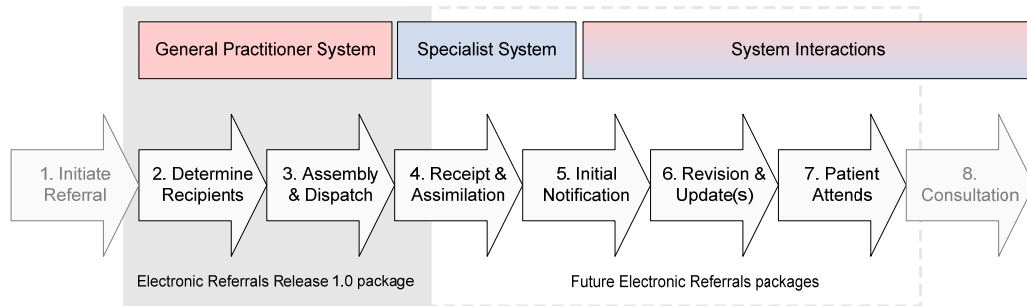 General Practitioner System
Specialist System
System Interactions
1. Initiate
Referral
2. Determine
Recipients
3. Assembly
& Dispatch
4. Receipt &
Assimilation
5. Initial
Notification
6. Revision &
Update(s)
7. Patient
Attends
8.
Consultation
Electronic Referrals Release 1.0 package
Future Electronic Referrals packages